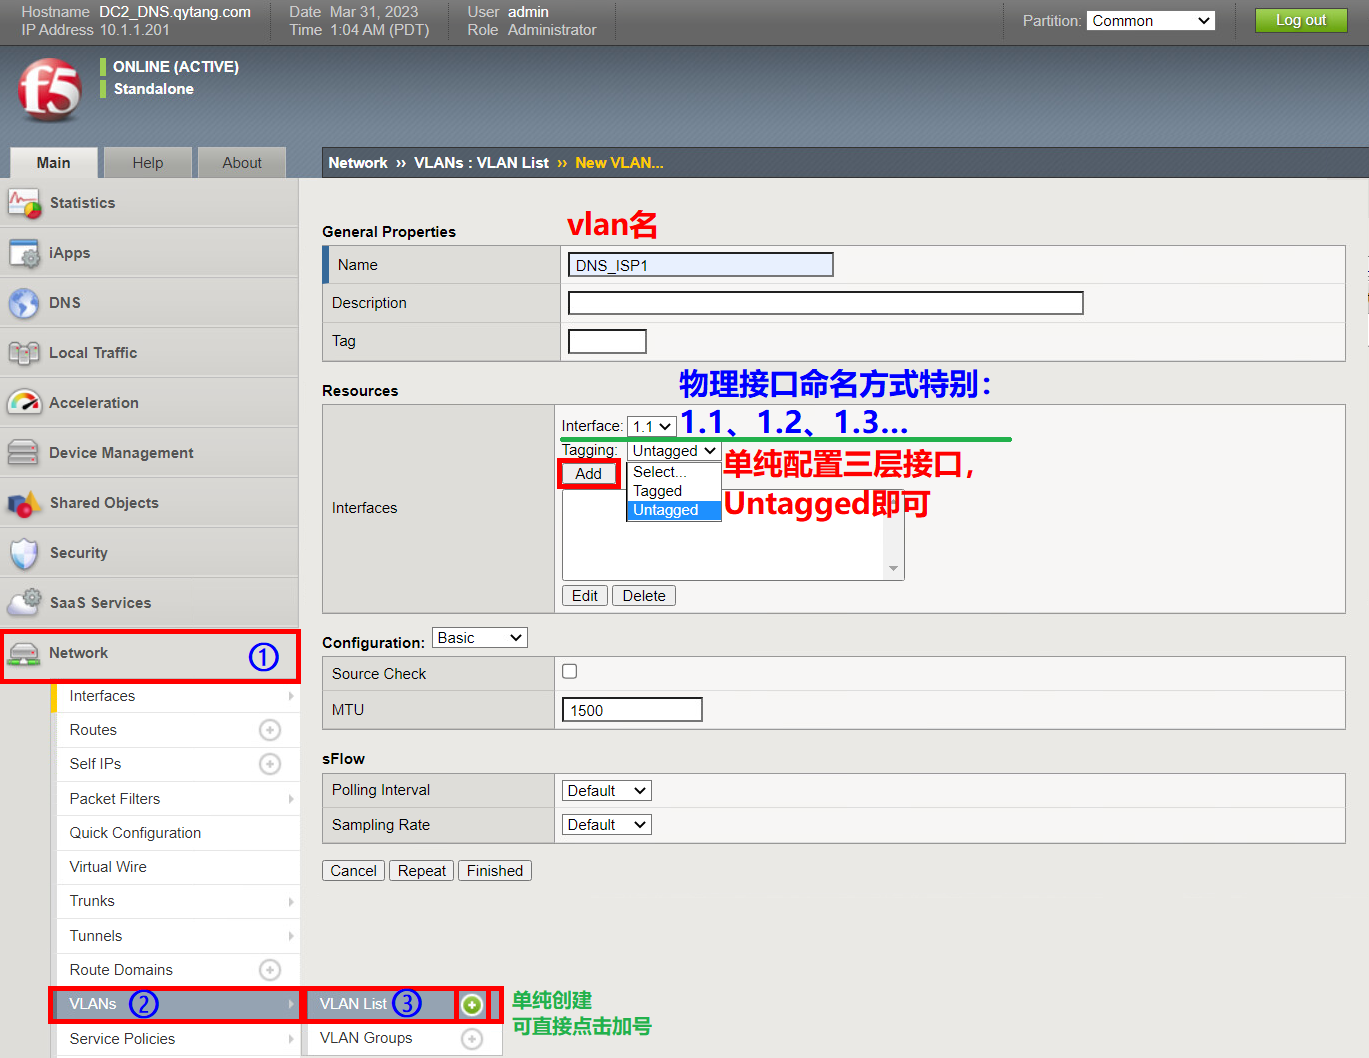 Hostname DC2_DNS.qytang.com
IP Address 10.1.1.201
Date Mar 31, 2023
Time 1:04 AM (PDT)
User admin
Role Administrator
Partition: Common
Log out
f5
ONLINE (ACTIVE)
Standalone
Main
Help
About
Network ›› VLANs : VLAN List ›› New VLAN...
Statistics
iApps
DNS
Local Traffic
Acceleration
Device Management
Shared Objects
Security
SaaS Services
Network ①
Interfaces
Routes
Self IPs
Packet Filters
Quick Configuration
Virtual Wire
Trunks
Tunnels
Route Domains
VLANs ②
Service Policies
VLAN List ③
VLAN Groups
单纯创建
可直接点击加号
General Properties
vlan名
Name DNS_ISP1
Description
Tag
Resources
物理接口命名方式特别：
1.1、1.2、1.3...
Interfaces
Interface: 1.1
Tagging: Untagged
Add
Select...
Tagged
Untagged
单纯配置三层接口，
Untagged即可
Edit Delete
Configuration: Basic
Source Check
MTU 1500
sFlow
Polling Interval Default
Sampling Rate Default
Cancel Repeat Finished